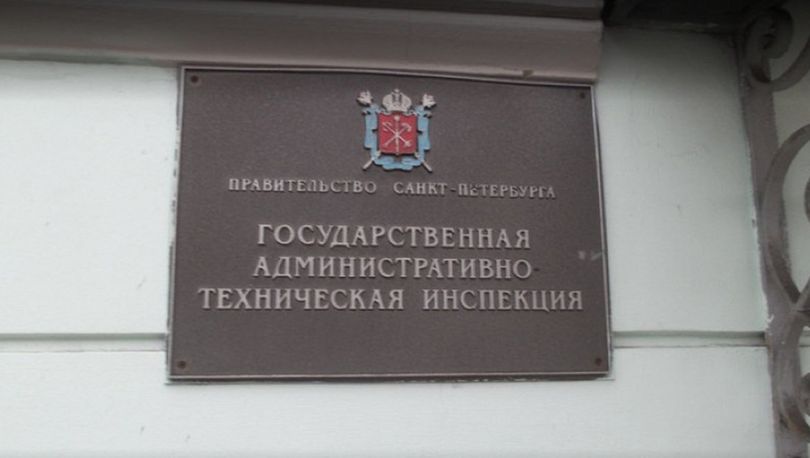 ПРАВИТЕЛЬСТВО САНКТ-ПЕТЕРБУРГА
ГОСУДАРСТВЕННАЯ
АДМИНИСТРАТИВНО-
ТЕХНИЧЕСКАЯ ИНСПЕКЦИЯ